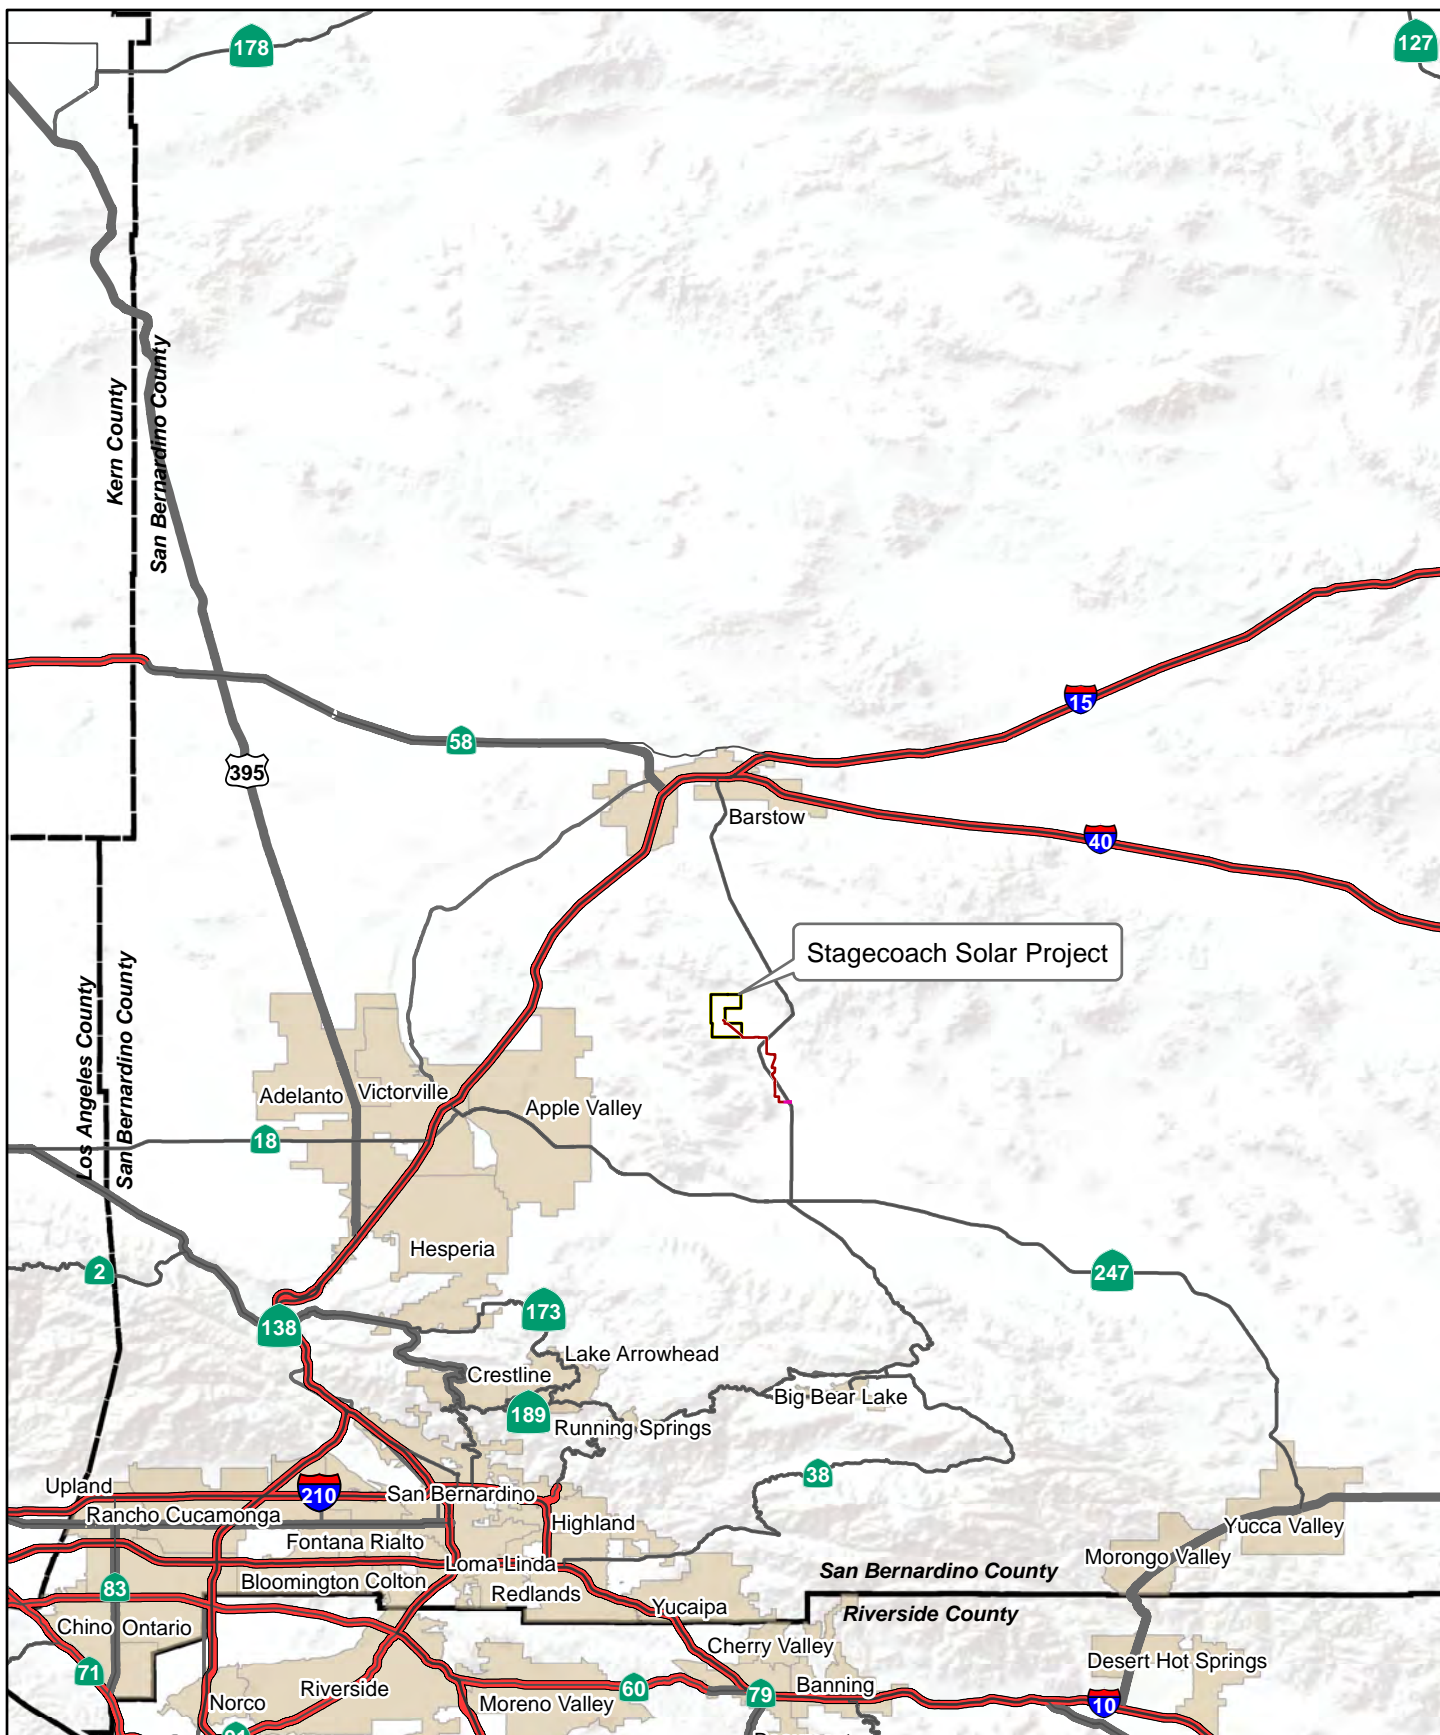 178
127
Kern County
San Bernardino County
15
58
395
Barstow
40
Stagecoach Solar Project
Los Angeles County
San Bernardino County
Adelanto
Victorville
Apple Valley
18
Hesperia
2
247
173
138
Lake Arrowhead
Crestline
Big Bear Lake
189
Running Springs
38
Upland
210
San Bernardino
Rancho Cucamonga
Highland
Yucca Valley
Fontana Rialto
Morongo Valley
Loma Linda
San Bernardino County
Bloomington Colton
Redlands
83
Yucaipa
Riverside County
Chino Ontario
Cherry Valley
Desert Hot Springs
71
Riverside
60
79
Banning
Norco
Moreno Valley
10